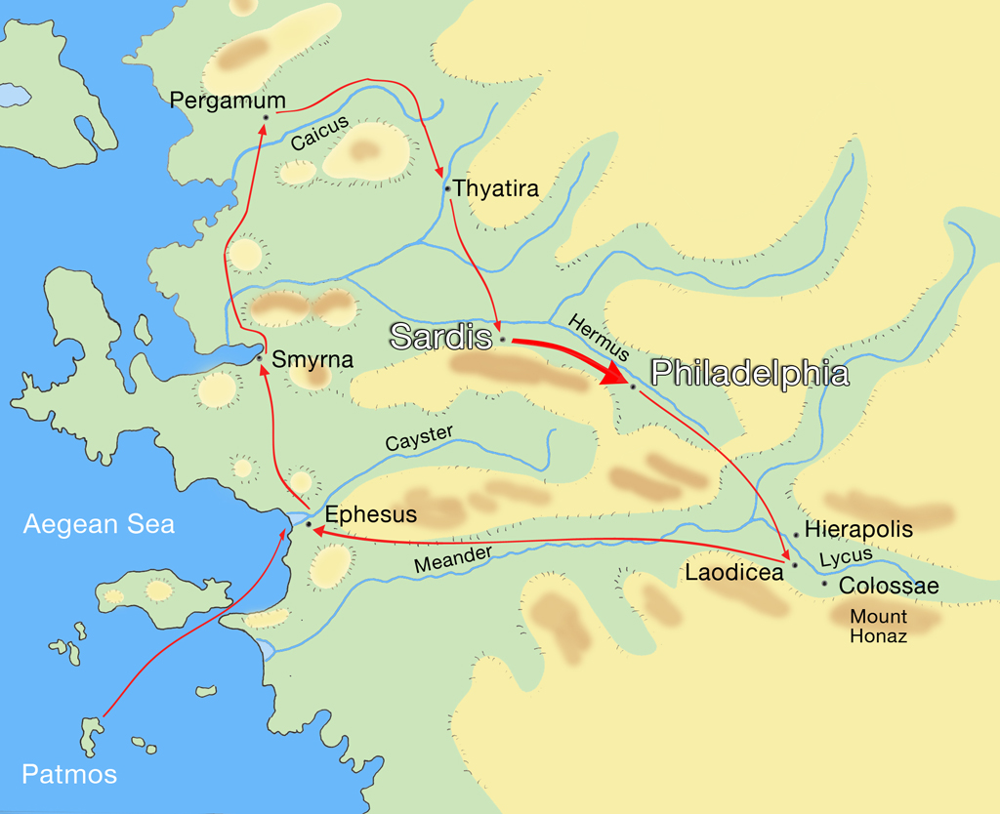 Pergamum
Caicus
Thyatira
Hermus
Sardis
Smyrna
Philadelphia
Cayster
Aegean Sea
Ephesus
Hierapolis
Meander
Lycus
Laodicea
Colossae
Mount
Honaz
Patmos